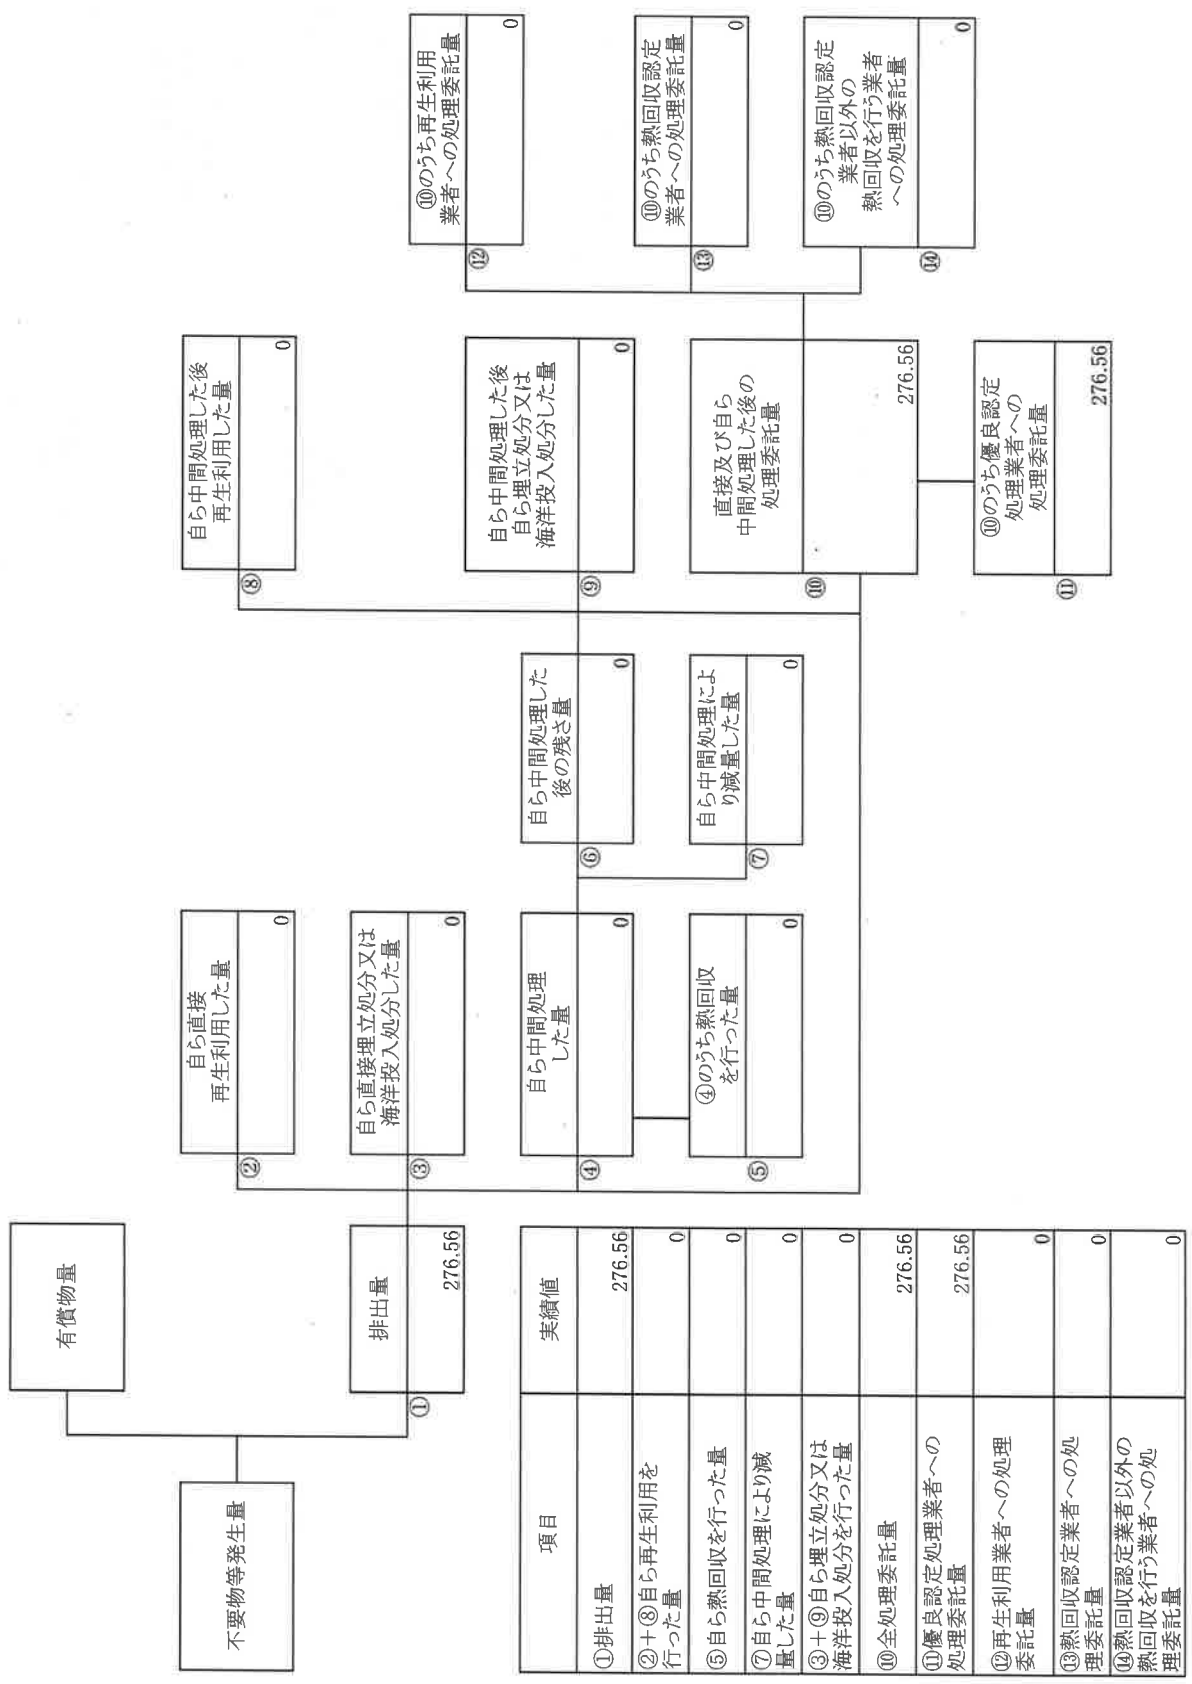 有償物量
不要物等発生量
排出量
①
276.56
自ら直接
再生利用した量
②
0
自ら直接埋立処分又は
海洋投入処分した量
③
0
自ら中間処理
した量
④
0
④のうち熱回収
を行った量
⑤
0
自ら中間処理した
後の残さ量
⑥
0
自ら中間処理によ
り減量した量
⑦
0
自ら中間処理した後
再生利用した量
⑧
0
自ら中間処理した後
自ら埋立処分又は
海洋投入処分した量
⑨
0
直接及び自ら
中間処理した後の
処理委託量
⑩
276.56
⑩のうち優良認定
処理業者への
処理委託量
⑪
276.56
⑩のうち再生利用
業者への処理委託量
⑫
0
⑩のうち熱回収認定
業者への処理委託量
⑬
0
⑩のうち熱回収認定
業者以外の
熱回収を行う業者
への処理委託量
⑭
0
項目 実績値
①排出量 276.56
②+⑧自ら再生利用を
行った量 0
⑤自ら熱回収を行った量 0
⑦自ら中間処理により減
量した量 0
③+⑨自ら埋立処分又は
海洋投入処分を行った量 0
⑩全処理委託量 276.56
⑪優良認定処理業者への
処理委託量 276.56
⑫再生利用業者への処理
委託量 0
⑬熱回収認定業者への処
理委託量 0
⑭熱回収認定業者以外の
熱回収を行う業者への処
理委託量 0